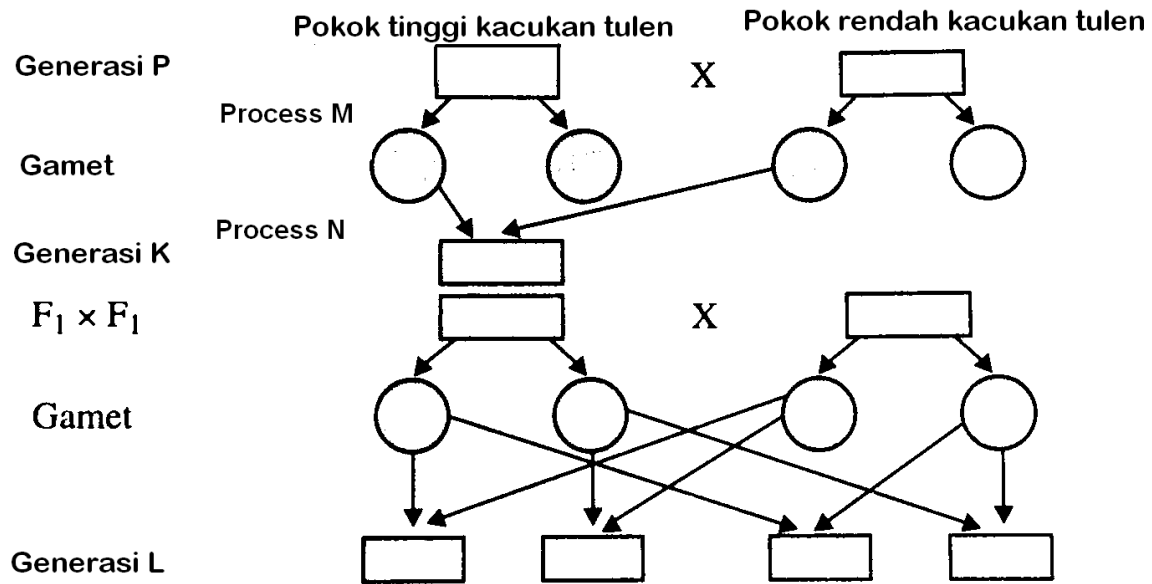 Pokok tinggi kacukan tulen
Pokok rendah kacukan tulen
Generasi P
X
Process M
Gamet
Process N
Generasi K
F₁ × F₁
X
Gamet
Generasi L